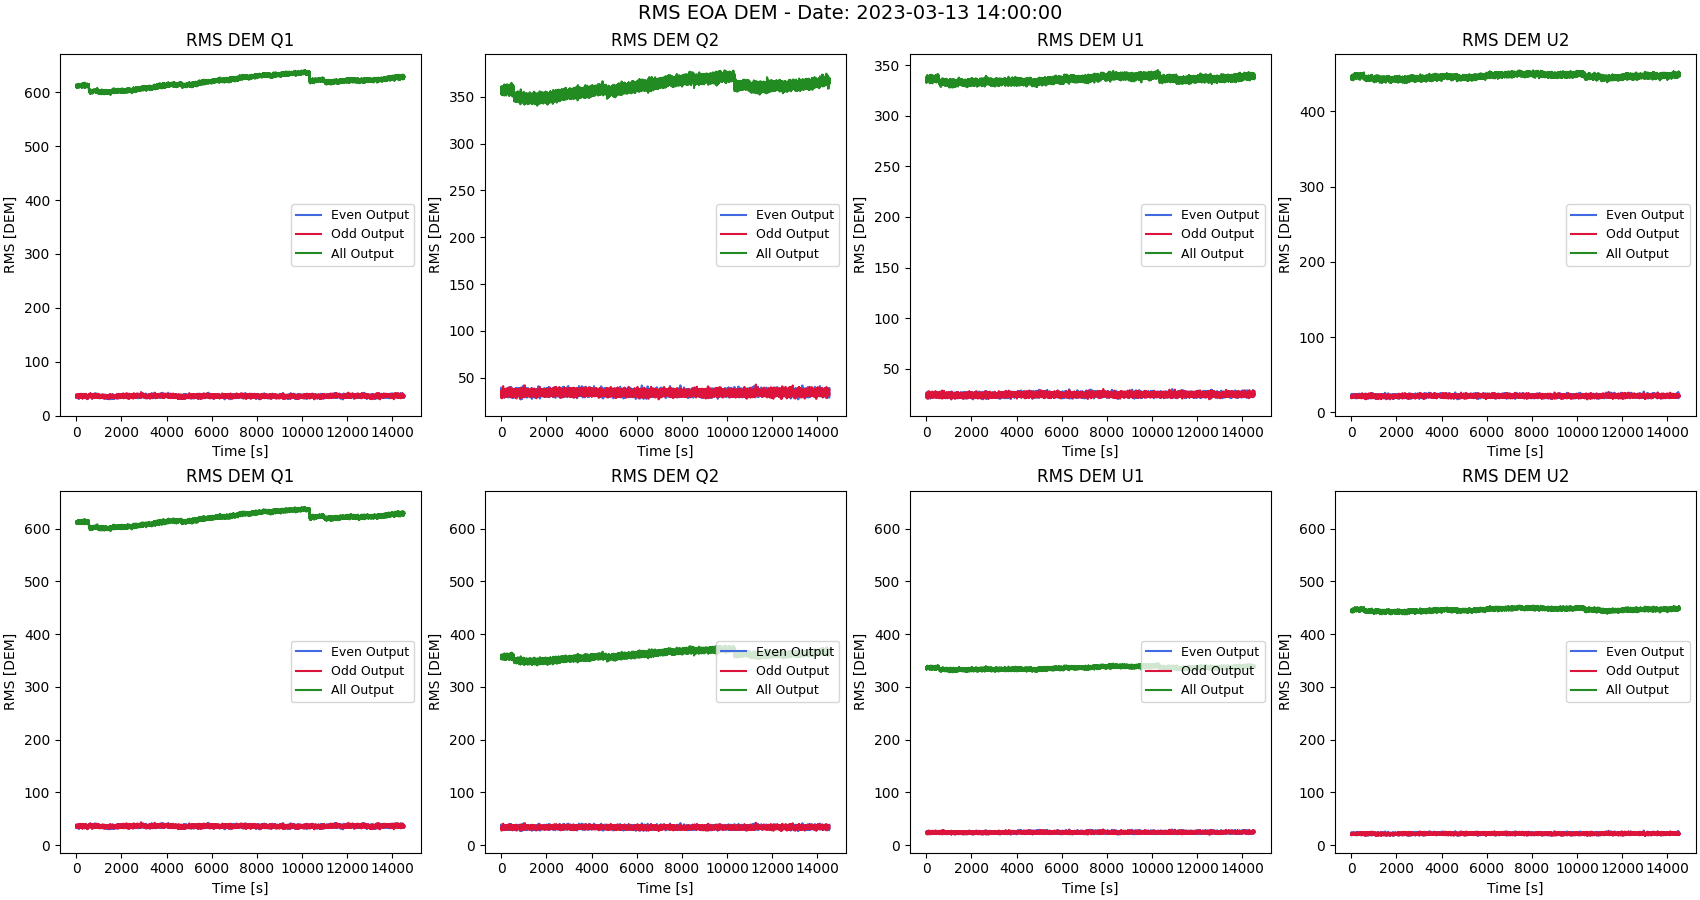 RMS EOA DEM - Date: 2023-03-13 14:00:00
RMS DEM Q1
RMS [DEM]
600
500
400
300
200
100
0
Even Output
Odd Output
All Output
0 2000 4000 6000 8000 10000 12000 14000
Time [s]
RMS DEM Q2
RMS [DEM]
350
300
250
200
150
100
50
Even Output
Odd Output
All Output
0 2000 4000 6000 8000 10000 12000 14000
Time [s]
RMS DEM U1
RMS [DEM]
350
300
250
200
150
100
50
Even Output
Odd Output
All Output
0 2000 4000 6000 8000 10000 12000 14000
Time [s]
RMS DEM U2
RMS [DEM]
400
300
200
100
0
Even Output
Odd Output
All Output
0 2000 4000 6000 8000 10000 12000 14000
Time [s]
RMS DEM Q1
RMS [DEM]
600
500
400
300
200
100
0
Even Output
Odd Output
All Output
0 2000 4000 6000 8000 10000 12000 14000
Time [s]
RMS DEM Q2
RMS [DEM]
600
500
400
300
200
100
0
Even Output
Odd Output
All Output
0 2000 4000 6000 8000 10000 12000 14000
Time [s]
RMS DEM U1
RMS [DEM]
600
500
400
300
200
100
0
Even Output
Odd Output
All Output
0 2000 4000 6000 8000 10000 12000 14000
Time [s]
RMS DEM U2
RMS [DEM]
600
500
400
300
200
100
0
Even Output
Odd Output
All Output
0 2000 4000 6000 8000 10000 12000 14000
Time [s]